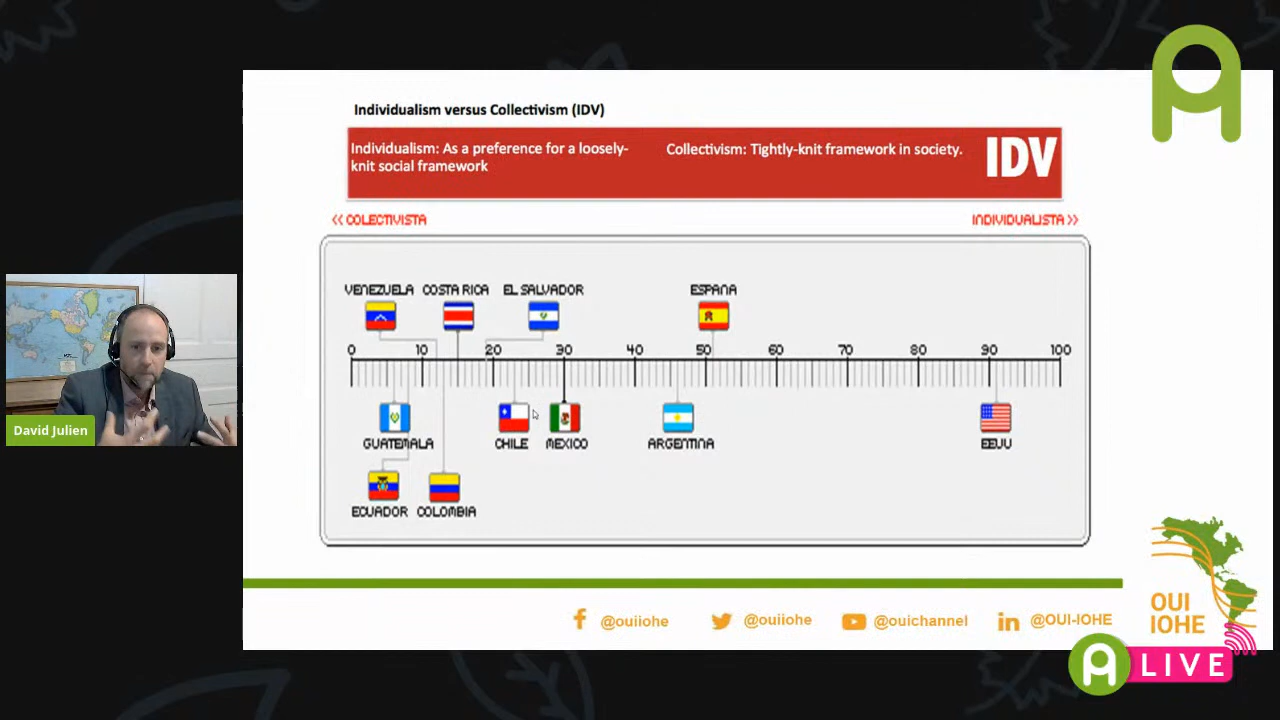 Individualism versus Collectivism (IDV)
Individualism: As a preference for a loosely-
knit social framework
Collectivism: Tightly-knit framework in society.
IDV
<< COLECTIVISTA
INDIVIDUALISTA >>
VENEZUELA COSTA RICA EL SALVADOR ESPAÑA
0 10 20 30 40 50 60 70 80 90 100
GUATEMALA CHILE MEXICO ARGENTINA EEUU
ECUADOR COLOMBIA
David Julien
@ouiiohe @ouiiohe @ouichannel @OUI-IOHE
OUI
IOHE
LIVE